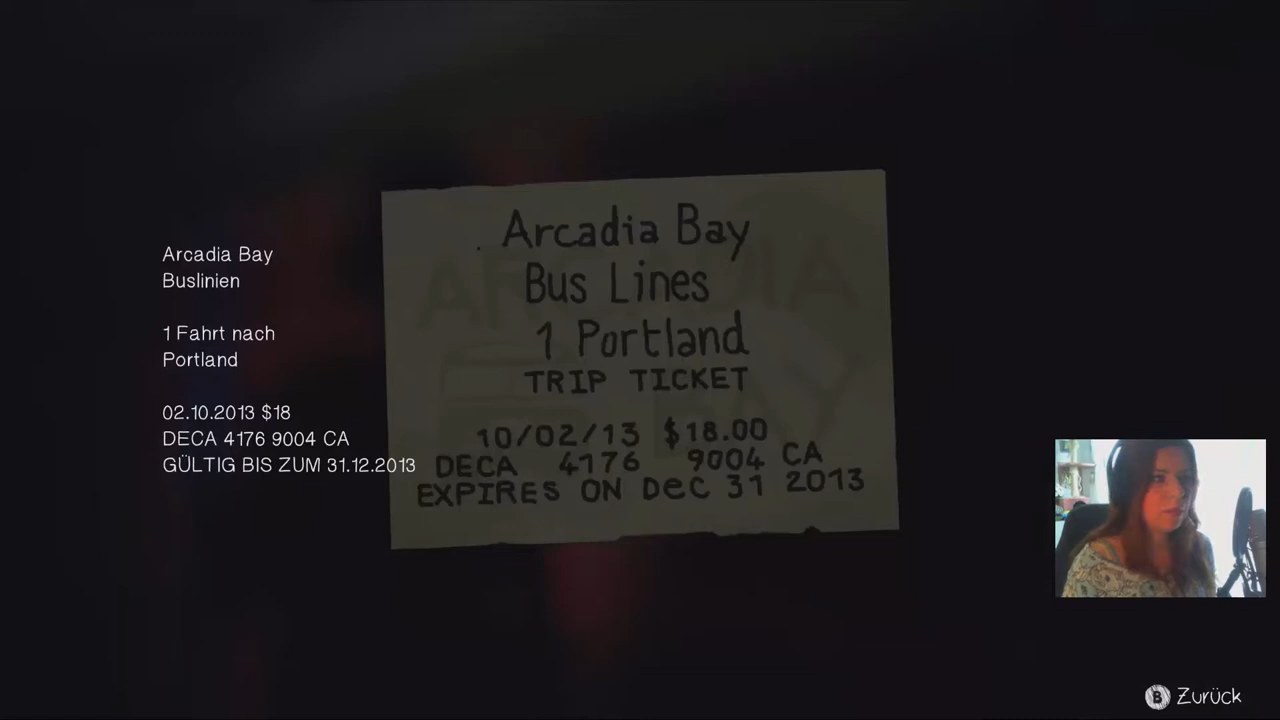 Arcadia Bay
Buslinien
1 Fahrt nach
Portland
02.10.2013 $18
DECA 4176 9004 CA
GÜLTIG BIS ZUM 31.12.2013
Arcadia Bay
Bus Lines
1 Portland
TRIP TICKET
10/02/13 $18.00
DECA 4176 9004 CA
EXPIRES ON Dec 31 2013
ARCADIA
BAY
B Zurück